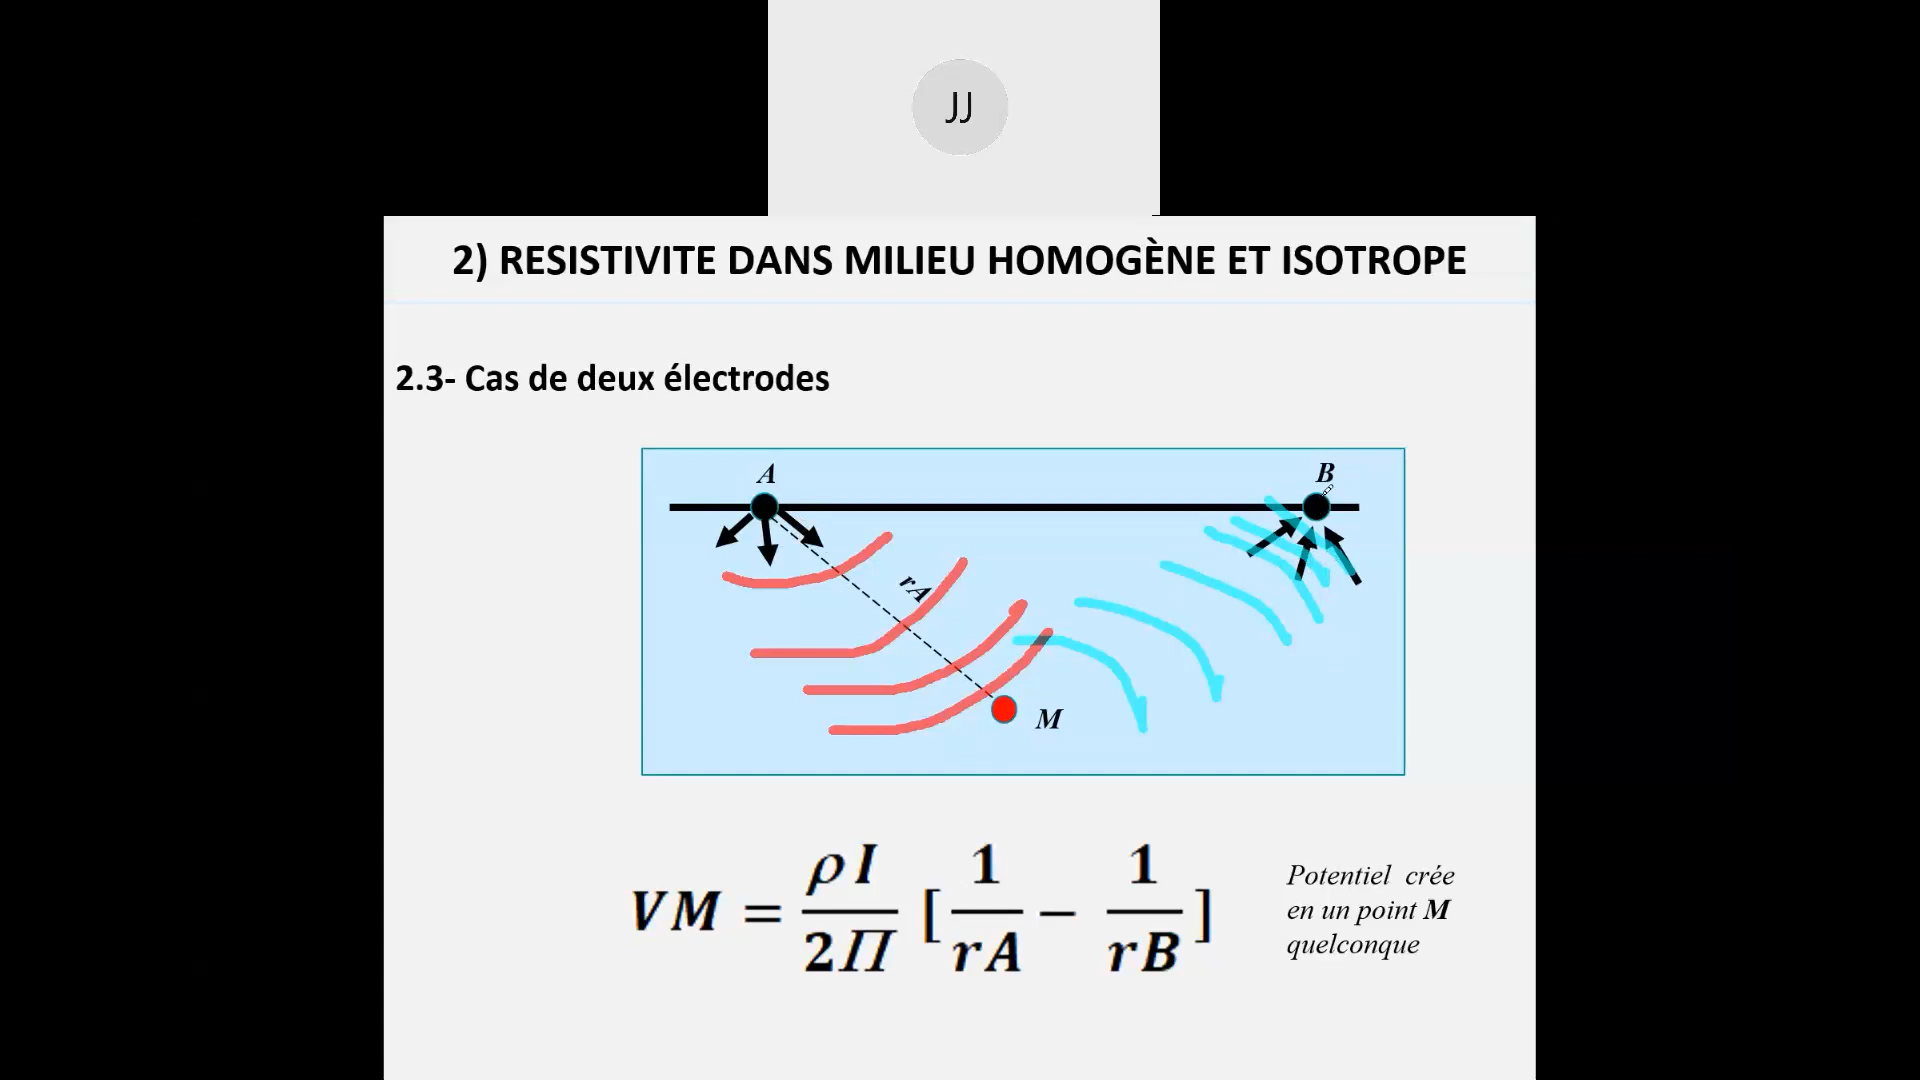 JJ
2) RESISTIVITE DANS MILIEU HOMOGÈNE ET ISOTROPE
2.3- Cas de deux électrodes
A B
rA
M
VM = ρI/2Π [1/rA − 1/rB]
Potentiel crée
en un point M
quelconque